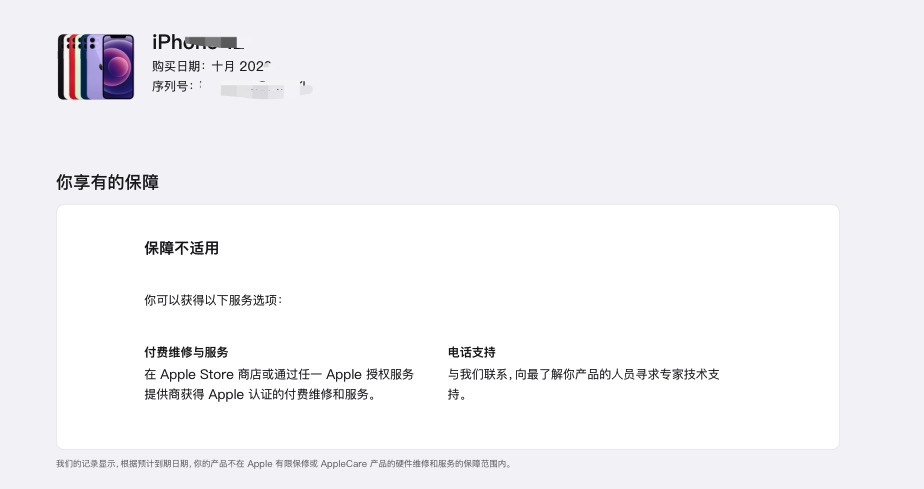 购买日期：十月
序列号：
你享有的保障
保障不适用
你可以获得以下服务选项：
付费维修与服务
在 Apple Store 商店或通过任一 Apple 授权服务
提供商获得 Apple 认证的付费维修和服务。
电话支持
与我们联系，向最了解你产品的人员寻求专家技术支
持。
我们的记录显示，根据预计到期日期，你的产品不在 Apple 有限保修或 AppleCare 产品的硬件维修和服务的保障范围内。